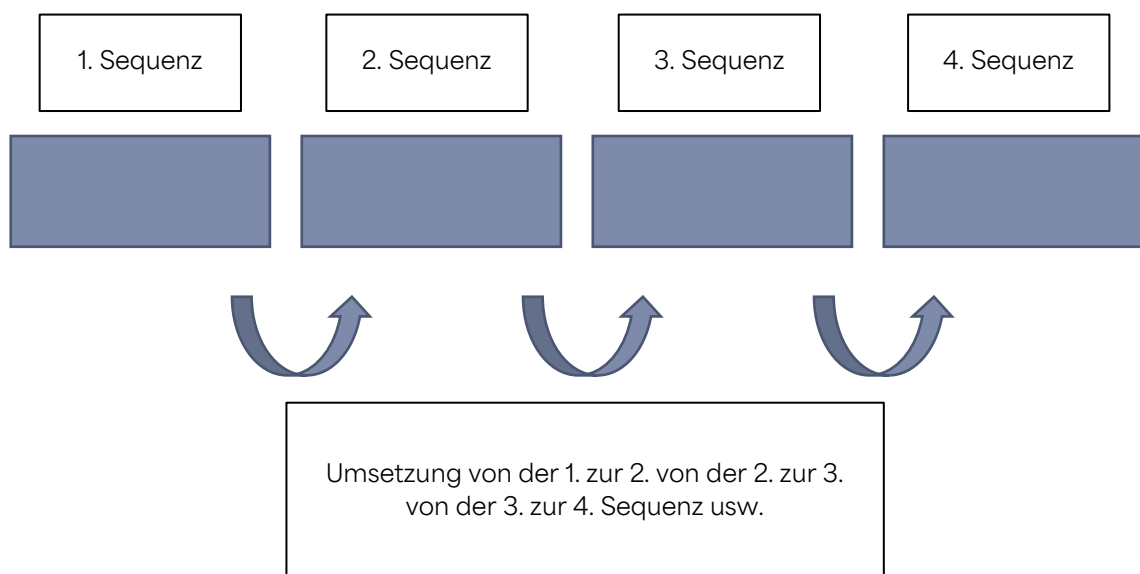 1. Sequenz
2. Sequenz
3. Sequenz
4. Sequenz
Umsetzung von der 1. zur 2. von der 2. zur 3.
von der 3. zur 4. Sequenz usw.